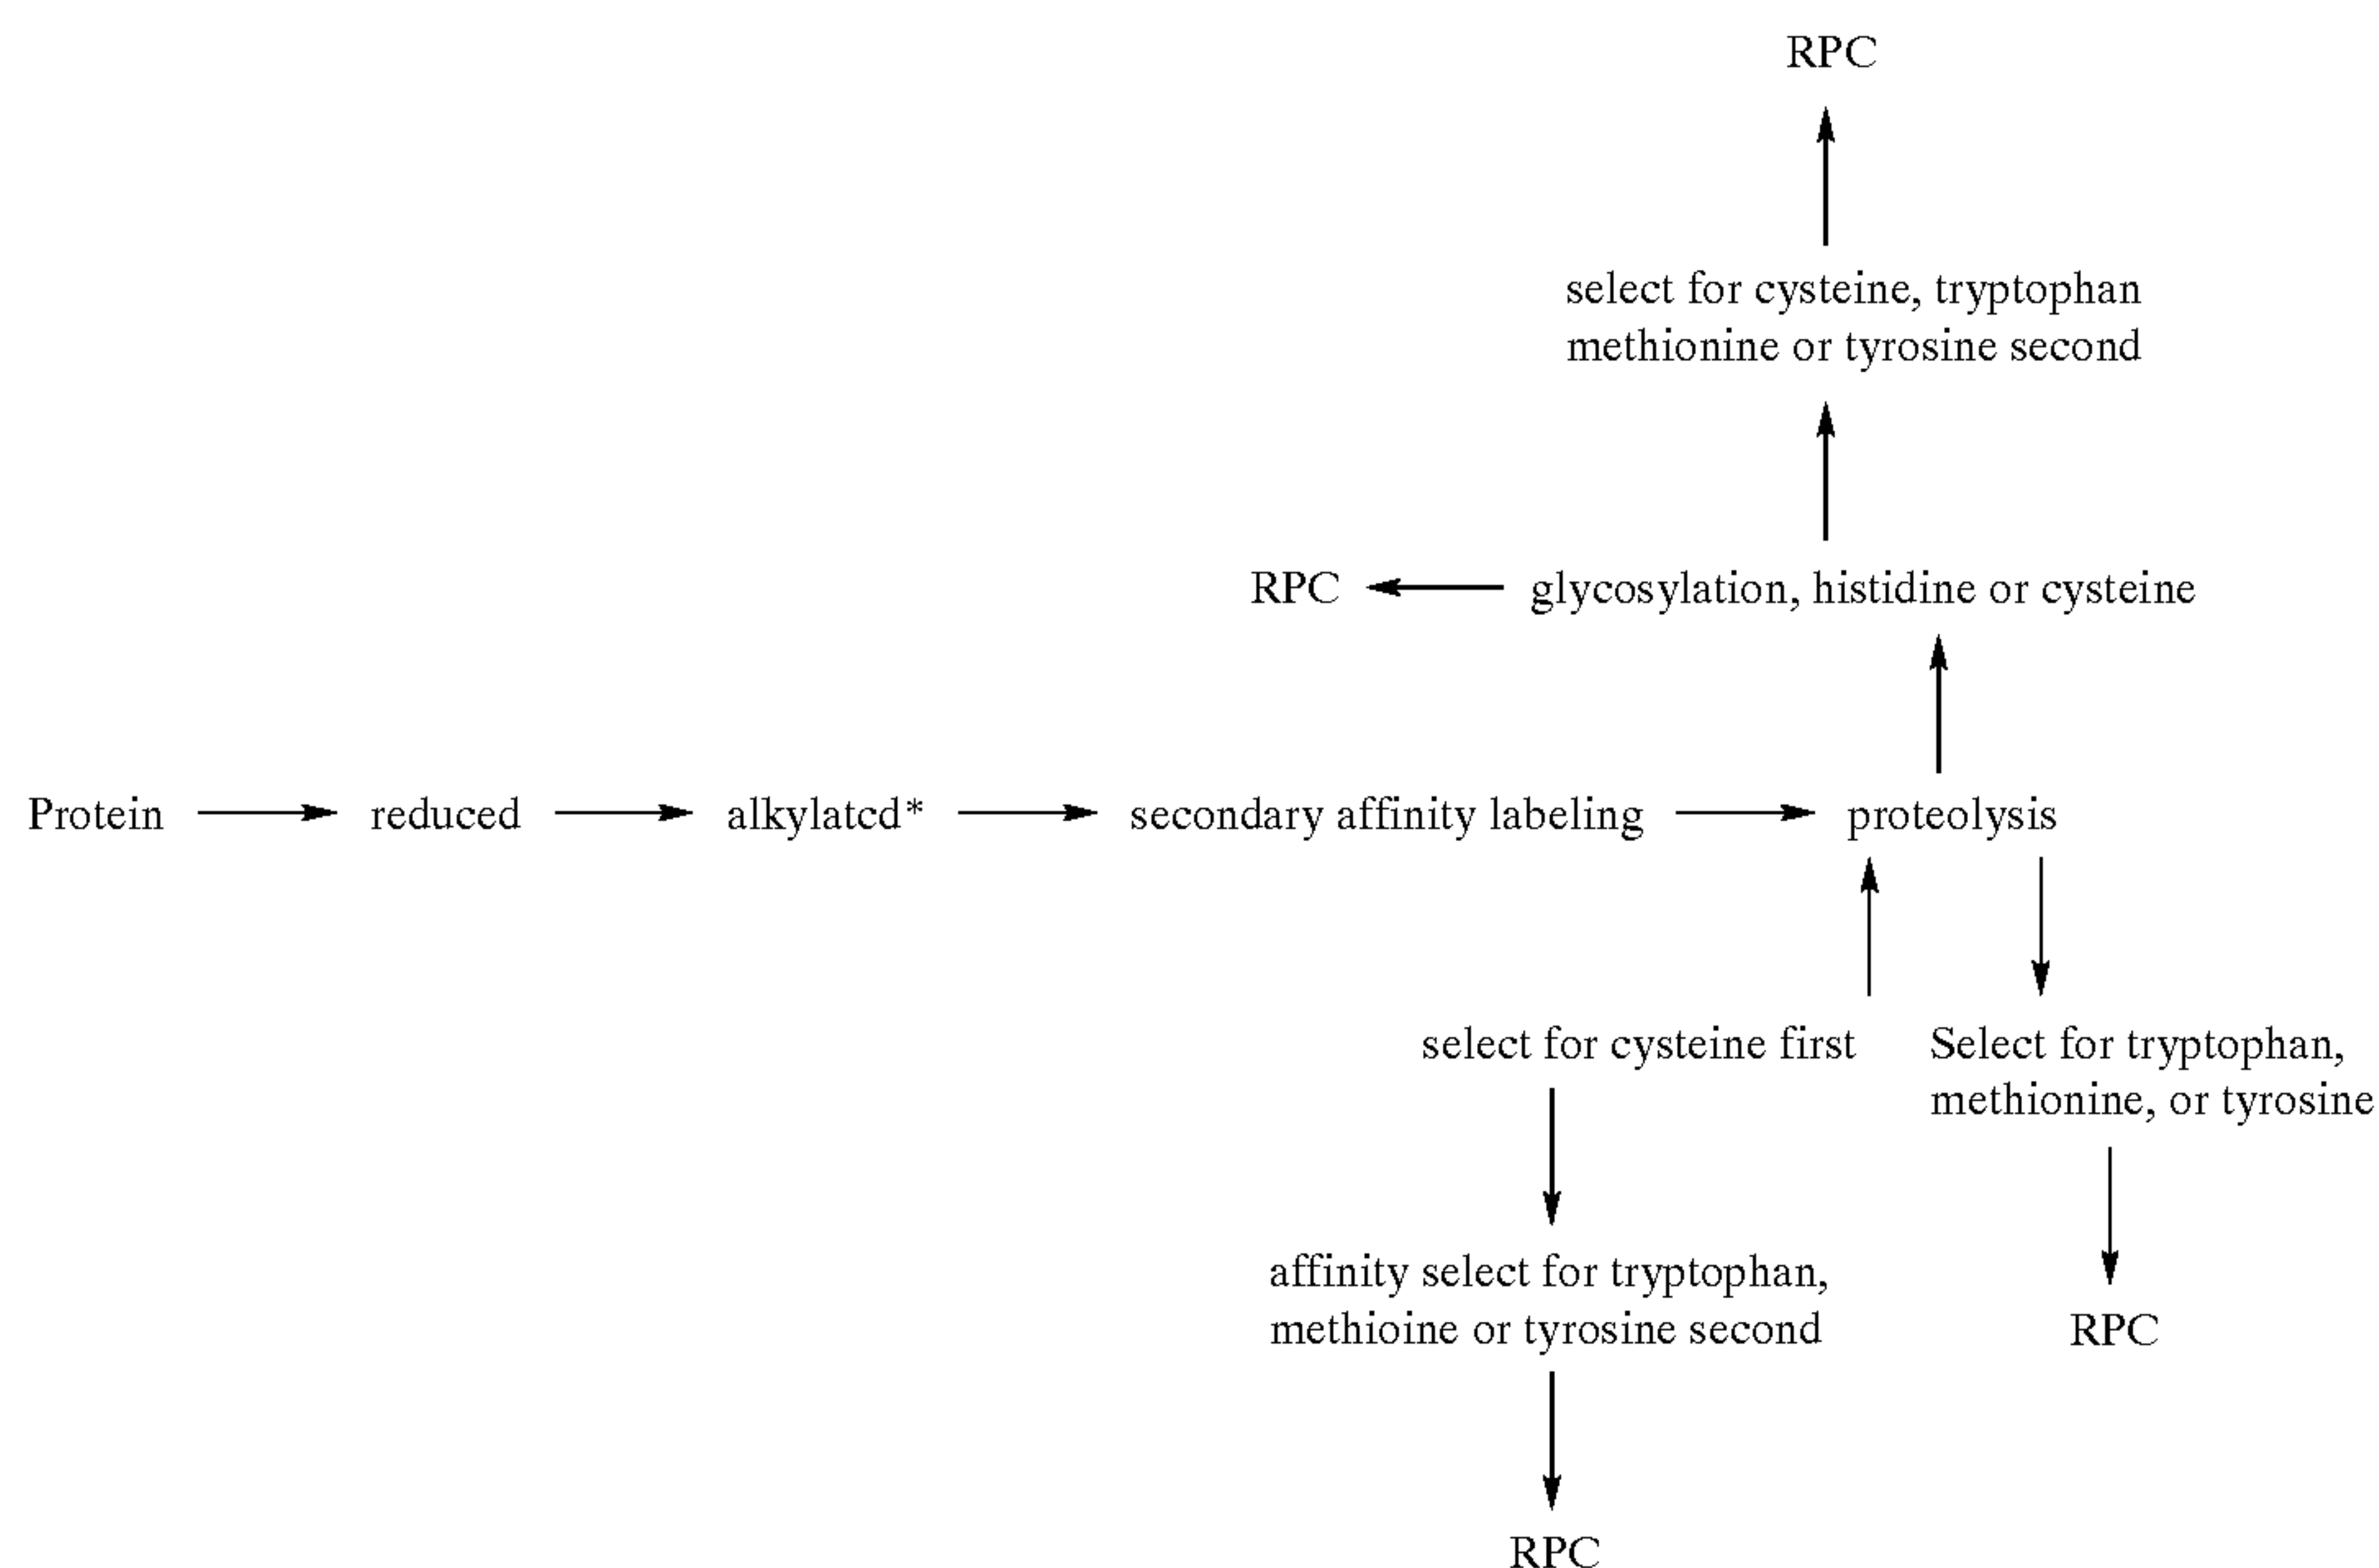 RPC
select for cysteine, tryptophan
methionine or tyrosine second
RPC
glycosylation, histidine or cysteine
Protein
reduced
alkylatcd*
secondary affinity labeling
proteolysis
select for cysteine first
Select for tryptophan,
methionine, or tyrosine
affinity select for tryptophan,
methioine or tyrosine second
RPC
RPC